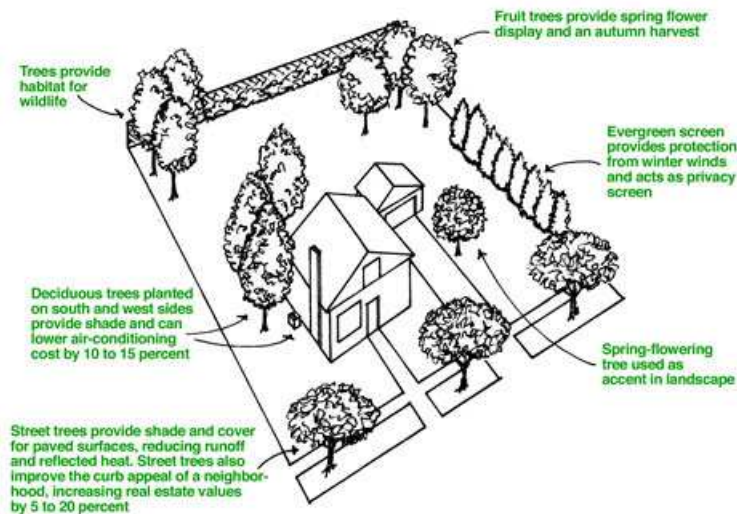 Fruit trees provide spring flower
display and an autumn harvest
Trees provide
habitat for
wildlife
Evergreen screen
provides protection
from winter winds
and acts as privacy
screen
Deciduous trees planted
on south and west sides
provide shade and can
lower air-conditioning
cost by 10 to 15 percent
Spring-flowering
tree used as
accent in landscape
Street trees provide shade and cover
for paved surfaces, reducing runoff
and reflected heat. Street trees also
improve the curb appeal of a neighbor-
hood, increasing real estate values
by 5 to 20 percent